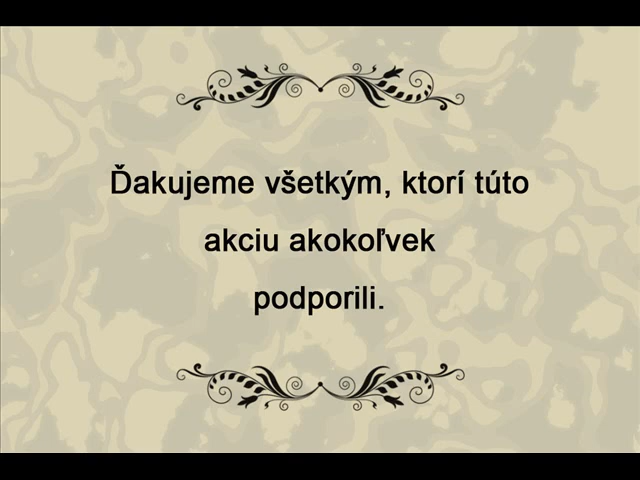 Ďakujeme všetkým, ktorí túto
akciu akokoľvek
podporili.